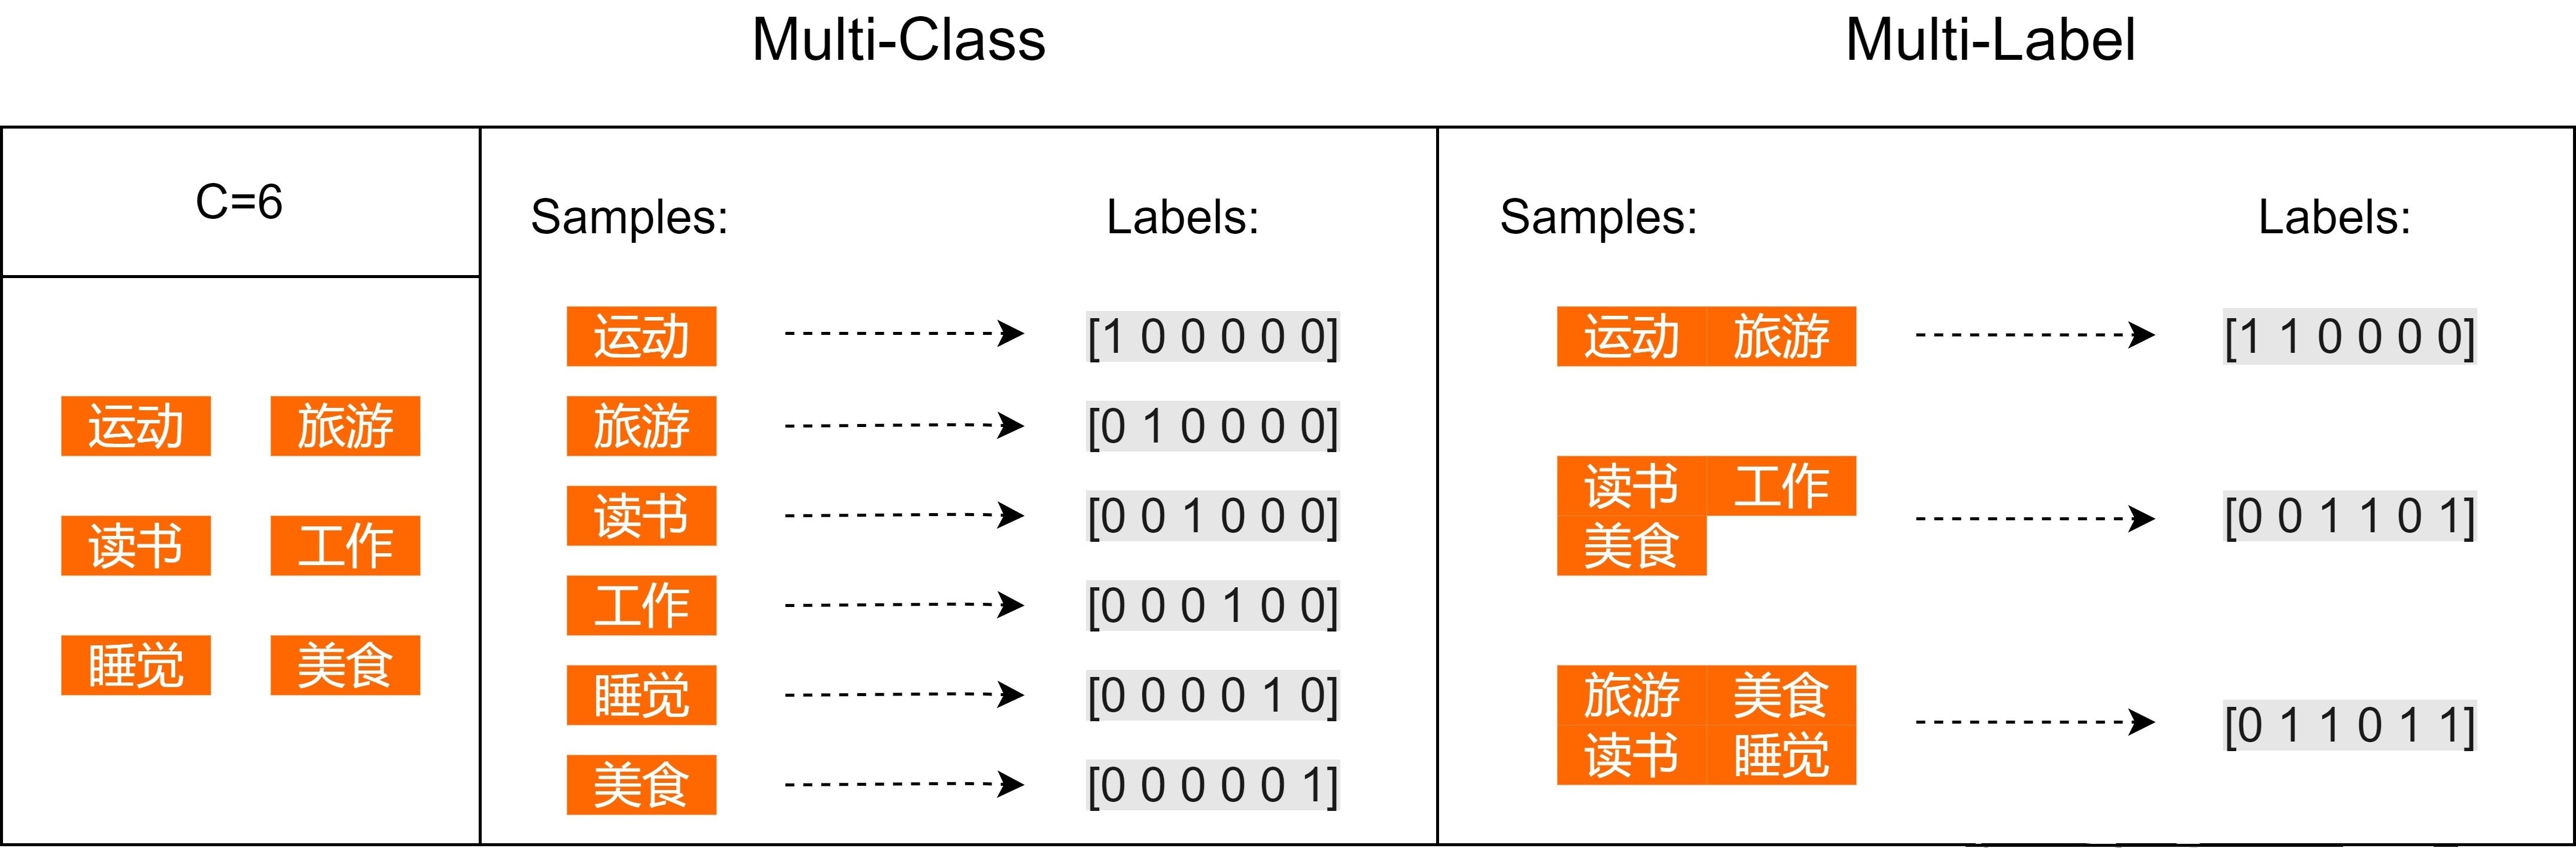 Multi-Class
Multi-Label
C=6
运动 旅游
读书 工作
睡觉 美食
Samples: Labels:
运动 [1 0 0 0 0 0]
旅游 [0 1 0 0 0 0]
读书 [0 0 1 0 0 0]
工作 [0 0 0 1 0 0]
睡觉 [0 0 0 0 1 0]
美食 [0 0 0 0 0 1]
Samples: Labels:
运动 旅游 [1 1 0 0 0 0]
读书 工作
美食
[0 0 1 1 0 1]
旅游 美食
读书 睡觉
[0 1 1 0 1 1]